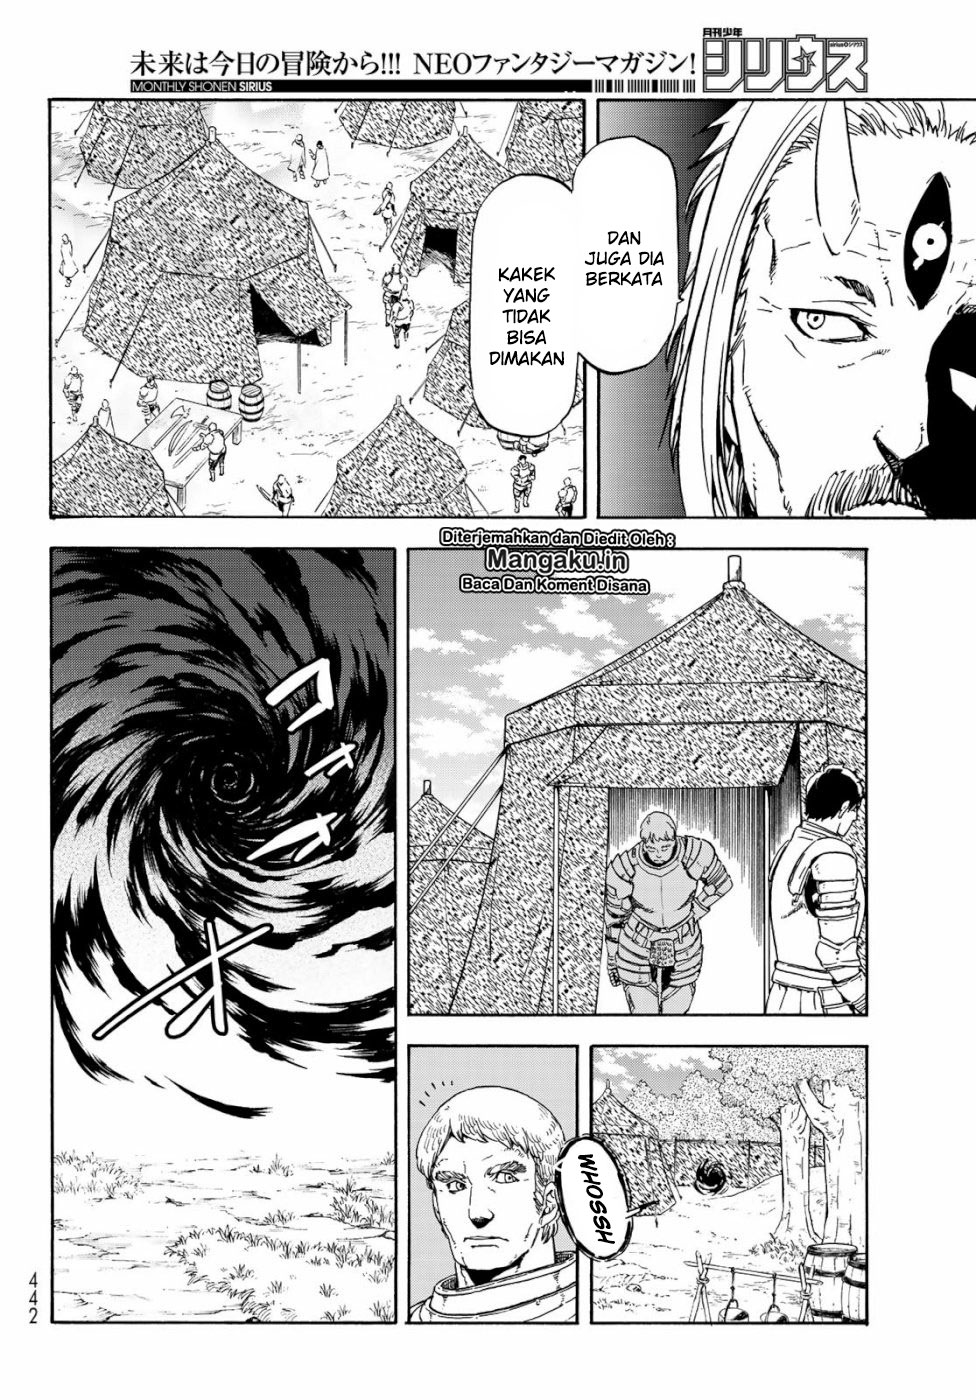 未来は今日の冒険から!!! NEOファンタジーマガジン!
月刊少年
シリウス
MONTHLY SHONEN SIRIUS
DAN
JUGA DIA
BERKATA
KAKEK
YANG
TIDAK
BISA
DIMAKAN
Diterjemahkan dan Diedit Oleh :
Mangaku.in
Baca Dan Koment Disana
WHOSSSH
442